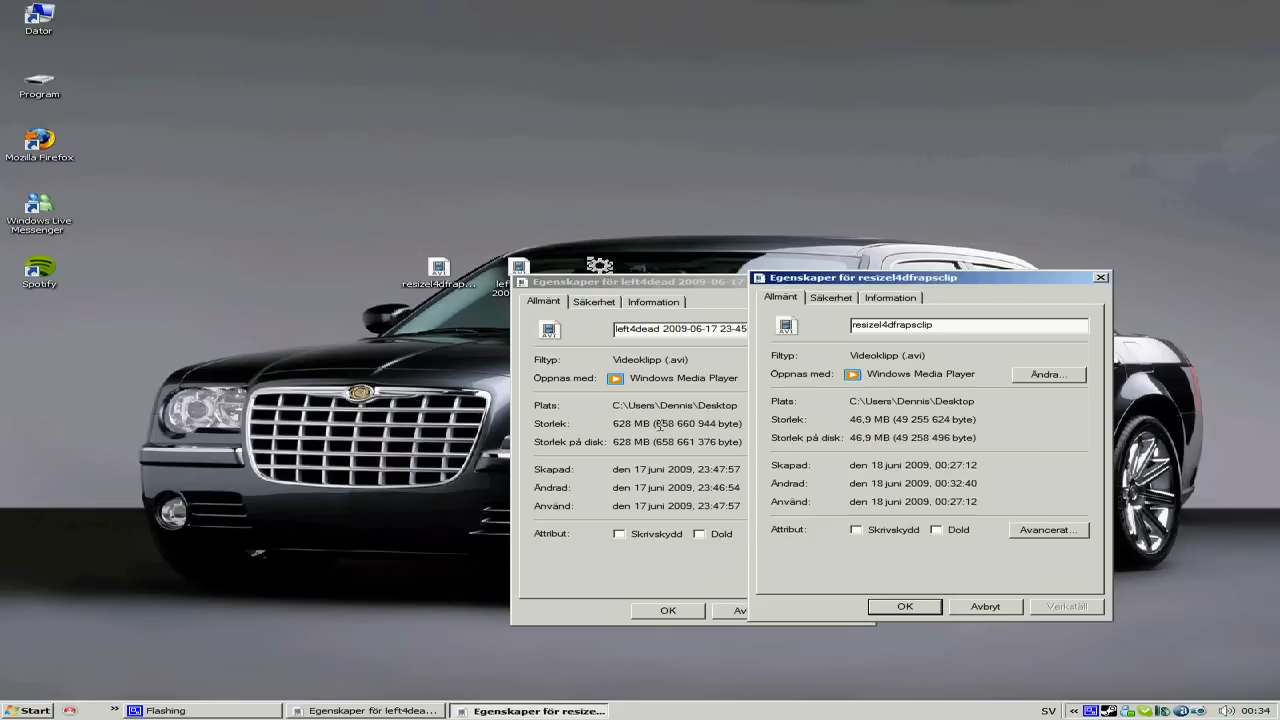 Dator
Program
Mozilla Firefox
Windows Live
Messenger
Spotify
resizel4dfraps...
Egenskaper för left4dead 2009-06-17
Allmänt
Säkerhet
Information
left4dead 2009-06-17 23-45
Filtyp:
Videoklipp (.avi)
Öppnas med:
Windows Media Player
Plats:
C:\Users\Dennis\Desktop
Storlek:
628 MB (658 660 944 byte)
Storlek på disk:
628 MB (658 661 376 byte)
Skapad:
den 17 juni 2009, 23:47:57
Ändrad:
den 17 juni 2009, 23:46:54
Använd:
den 17 juni 2009, 23:47:57
Attribut:
Skrivskydd
Dold
OK
Av
Egenskaper för resizel4dfrapsclip
Allmänt
Säkerhet
Information
resizel4dfrapsclip
Filtyp:
Videoklipp (.avi)
Öppnas med:
Windows Media Player
Ändra...
Plats:
C:\Users\Dennis\Desktop
Storlek:
46,9 MB (49 255 624 byte)
Storlek på disk:
46,9 MB (49 258 496 byte)
Skapad:
den 18 juni 2009, 00:27:12
Ändrad:
den 18 juni 2009, 00:32:40
Använd:
den 18 juni 2009, 00:27:12
Attribut:
Skrivskydd
Dold
Avancerat...
OK
Avbryt
Verkställ
Start
Flashing
Egenskaper för left4dea...
Egenskaper för resize...
SV
00:34